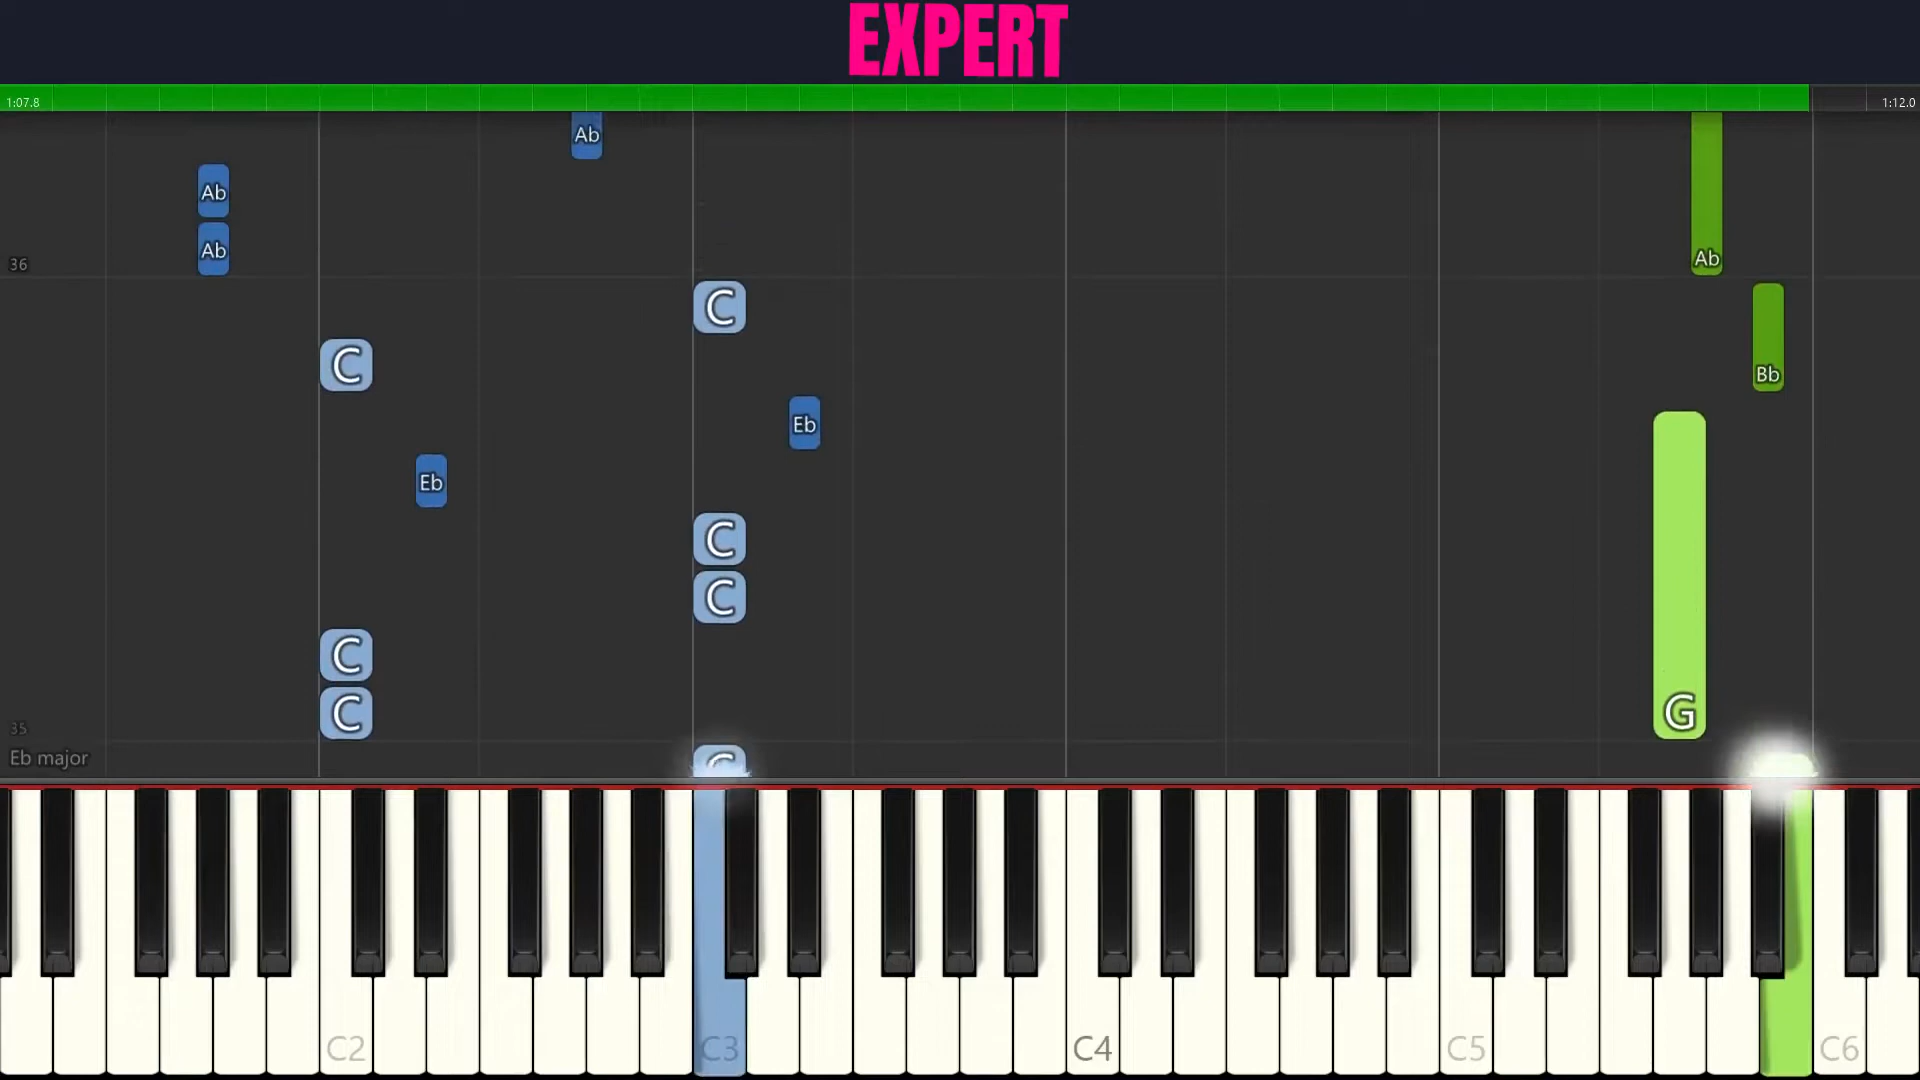 EXPERT
1:07.8 1:12.0
Ab
Ab
Ab
Ab
36
C
C
Bb
Eb
Eb
C
C
C
C G
35
Eb major
C
C2 C3 C4 C5 C6